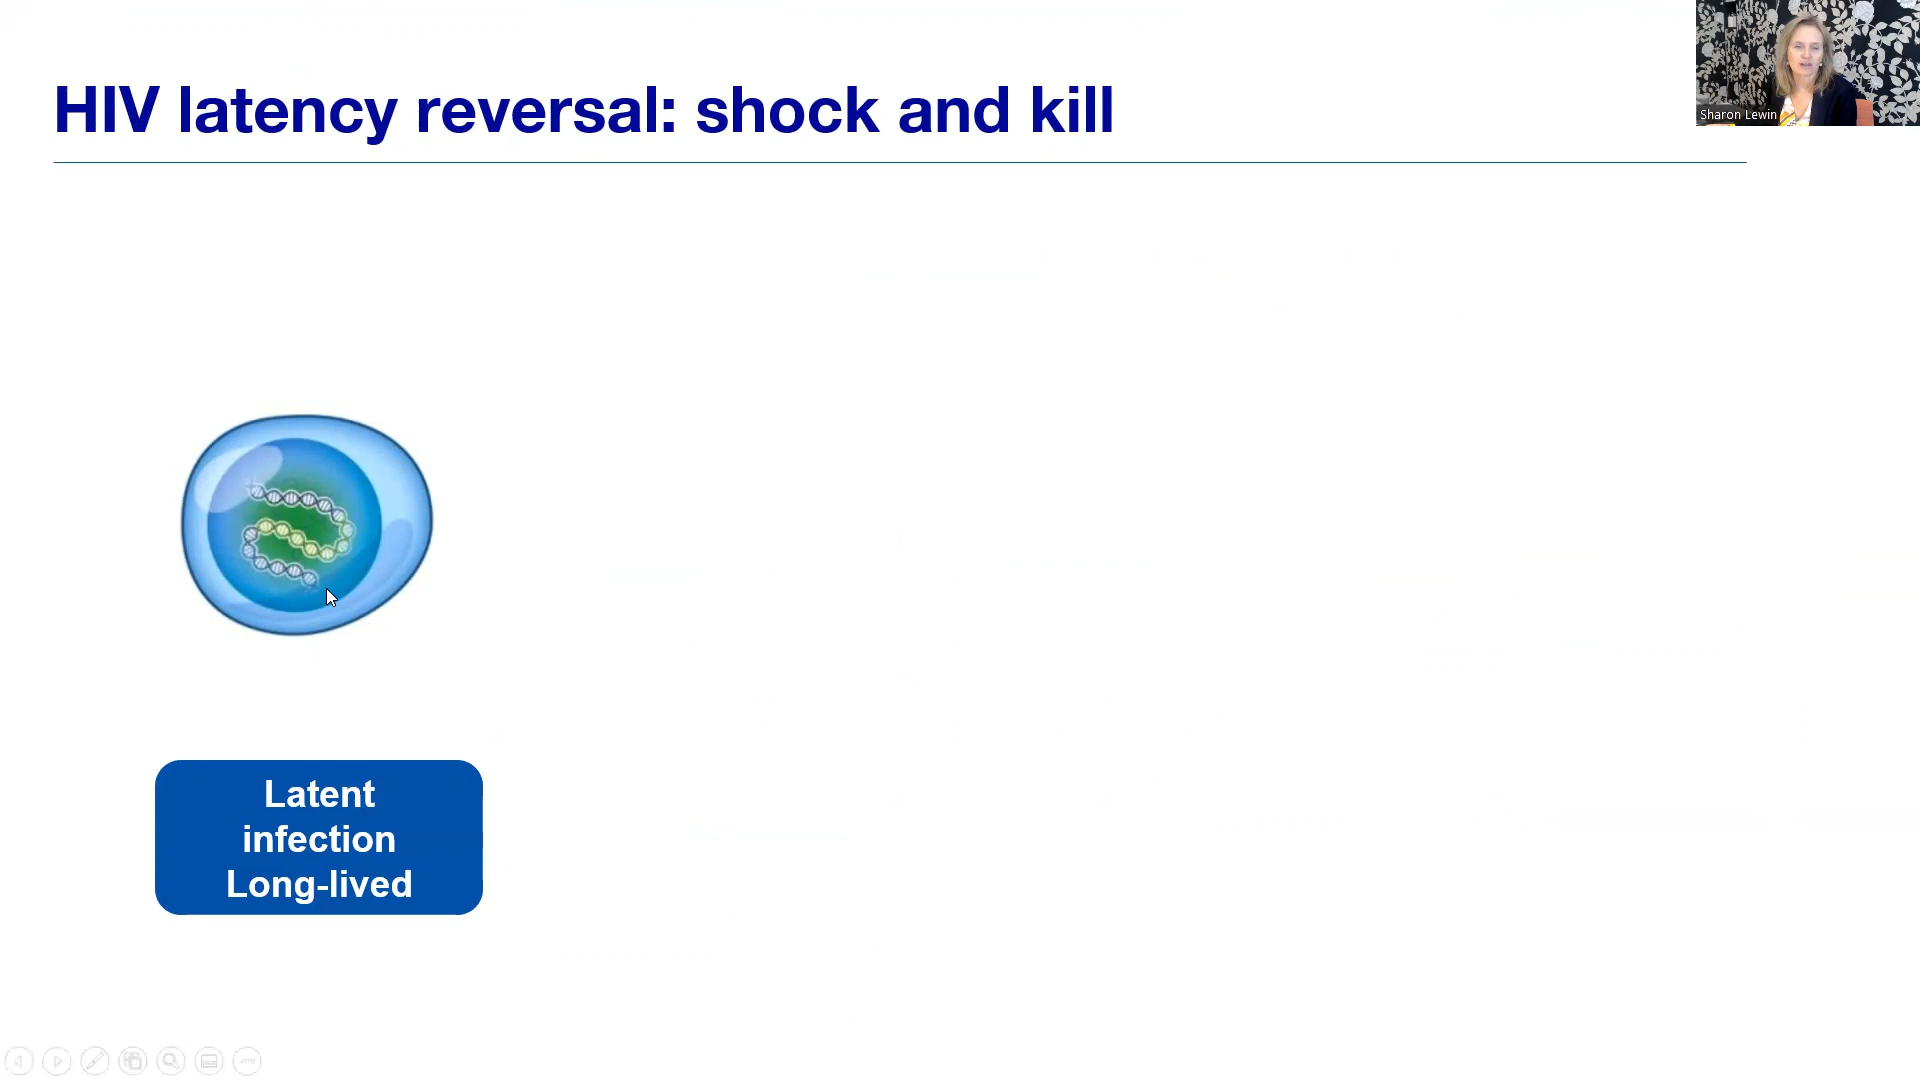 HIV latency reversal: shock and kill
Sharon Lewin
Latent
infection
Long-lived